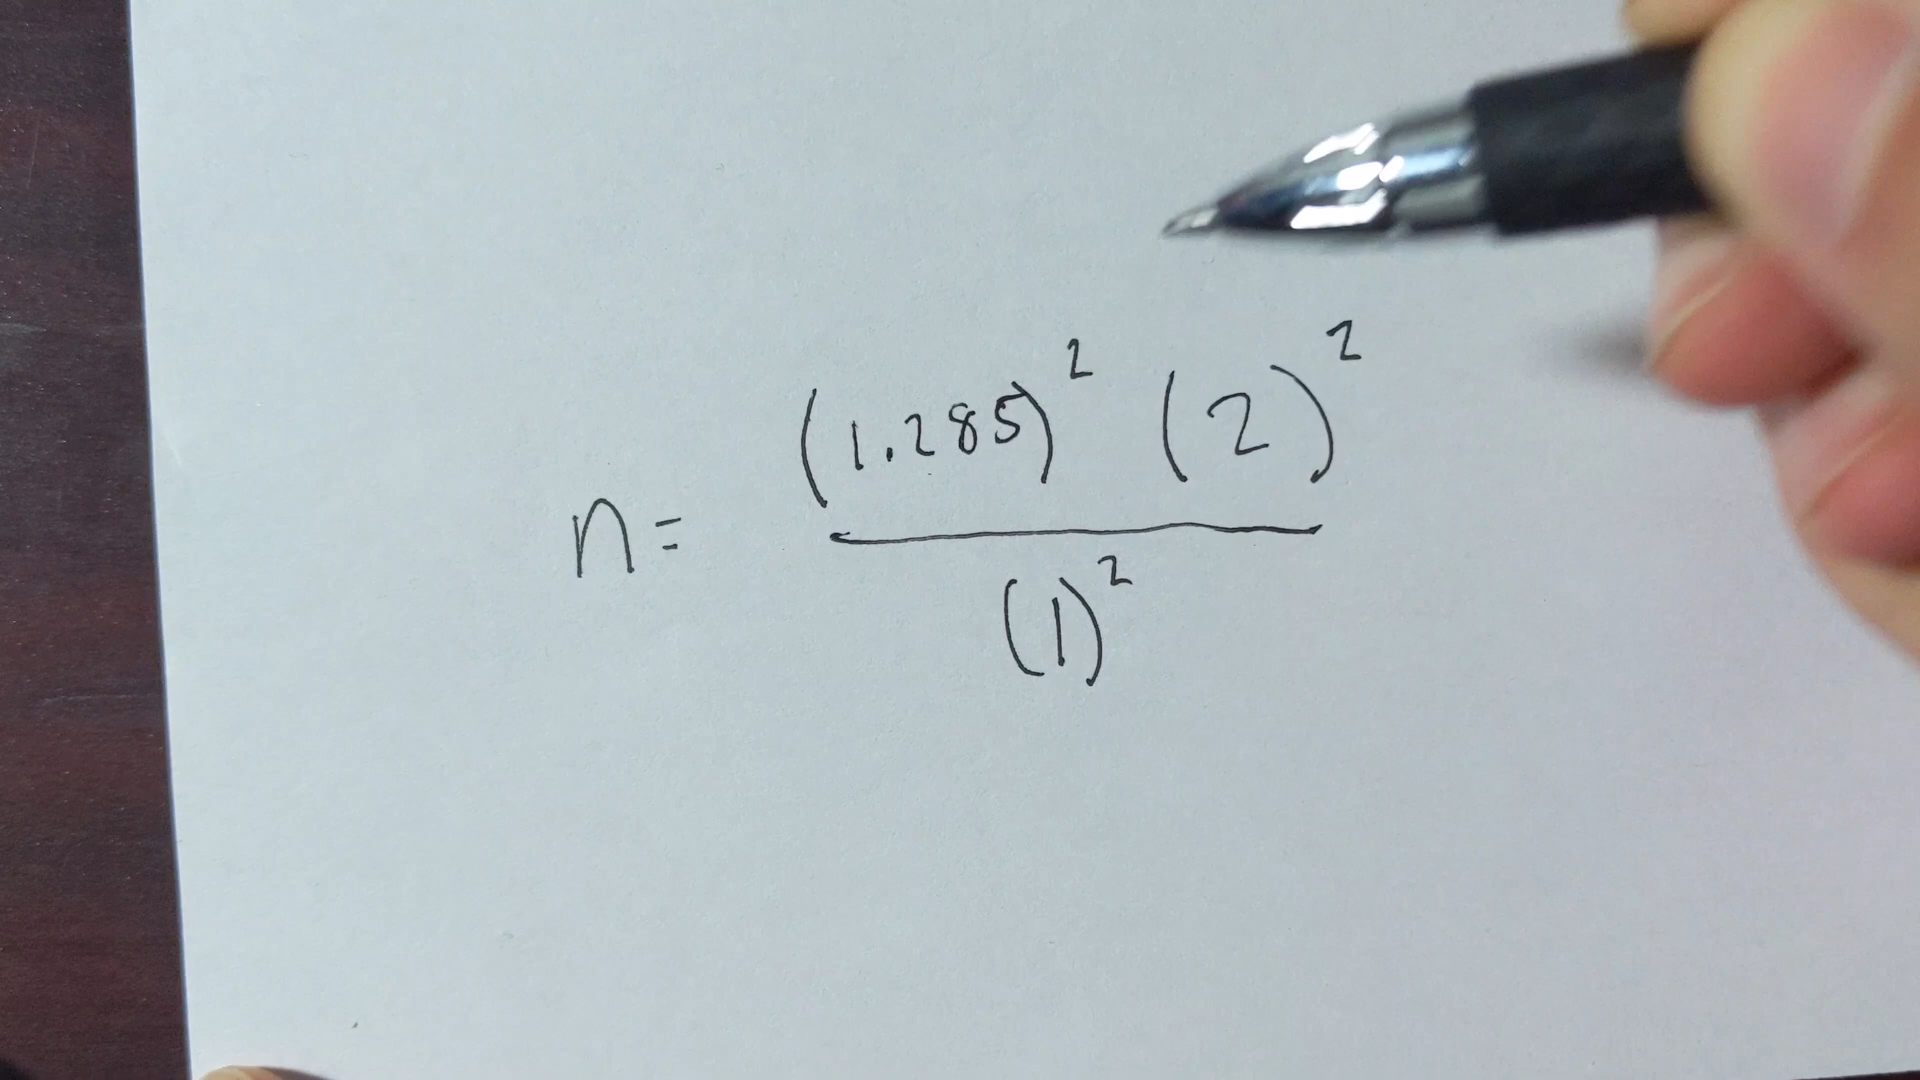 n = (1.285)² (2)²
(1)²